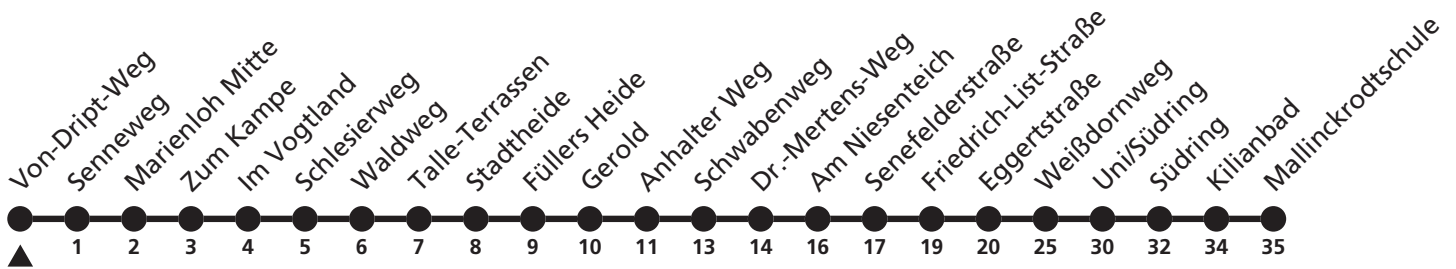 Von-Dript-Weg
Senneweg
Marienloh Mitte
Zum Kampe
Im Vogtland
Schlesierweg
Waldweg
Talle-Terrassen
Stadtheide
Füllers Heide
Gerold
Anhalter Weg
Schwabenweg
Dr.-Mertens-Weg
Am Niesenteich
Senefelderstraße
Friedrich-List-Straße
Eggertstraße
Weißdornweg
Uni/Südring
Südring
Kilianbad
Mallinckrodtschule
1 2 3 4 5 6 7 8 9 10 11 13 14 16 17 19 20 25 30 32 34 35